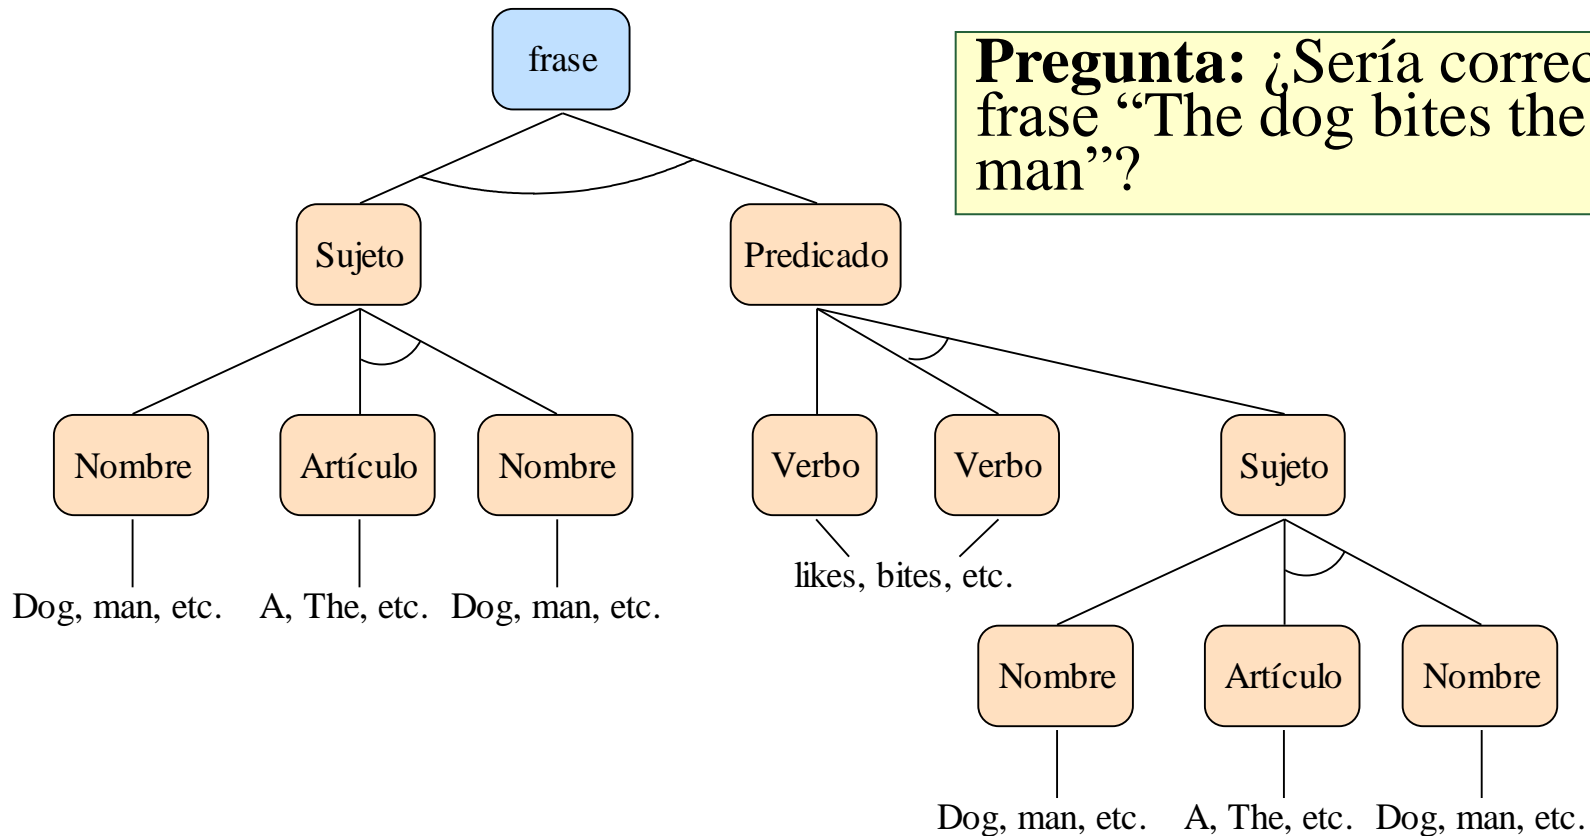 frase
Pregunta: ¿Sería correc
frase “The dog bites the
man”?
Sujeto
Predicado
Nombre
Artículo
Nombre
Verbo
Verbo
Sujeto
likes, bites, etc.
Dog, man, etc.
A, The, etc.
Dog, man, etc.
Nombre
Artículo
Nombre
Dog, man, etc.
A, The, etc.
Dog, man, etc.